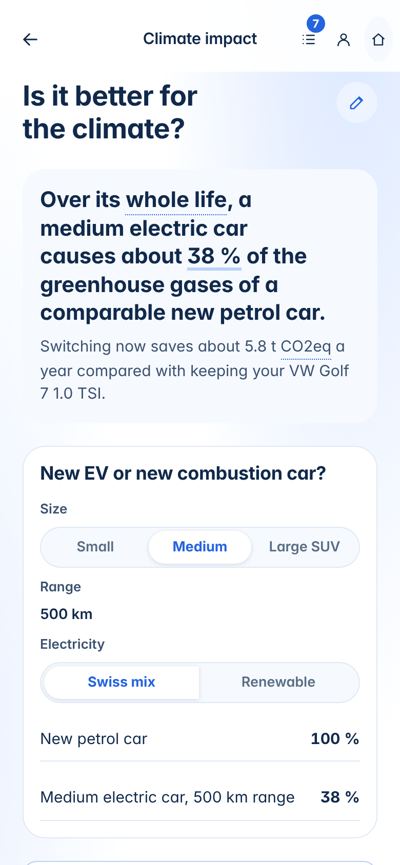 Climate impact
7
Is it better for
the climate?
Over its whole life, a
medium electric car
causes about 38 % of the
greenhouse gases of a
comparable new petrol car.
Switching now saves about 5.8 t CO2eq a
year compared with keeping your VW Golf
7 1.0 TSI.
New EV or new combustion car?
Size
Small Medium Large SUV
Range
500 km
Electricity
Swiss mix Renewable
New petrol car 100 %
Medium electric car, 500 km range 38 %